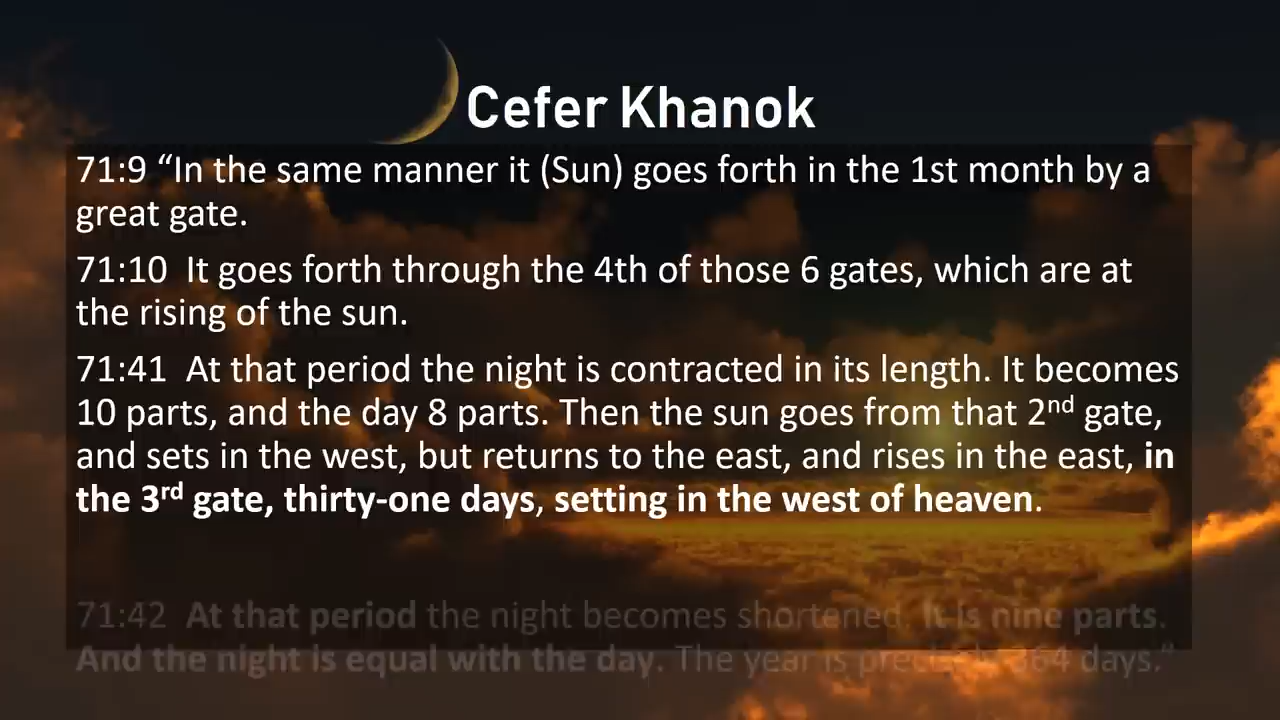 Cefer Khanok
71:9 “In the same manner it (Sun) goes forth in the 1st month by a
great gate.
71:10 It goes forth through the 4th of those 6 gates, which are at
the rising of the sun.
71:41 At that period the night is contracted in its length. It becomes
10 parts, and the day 8 parts. Then the sun goes from that 2nd gate,
and sets in the west, but returns to the east, and rises in the east, in
the 3rd gate, thirty-one days, setting in the west of heaven.
71:42 At that period the night becomes shortened. It is nine parts.
And the night is equal with the day. The year is precisely 364 days.”